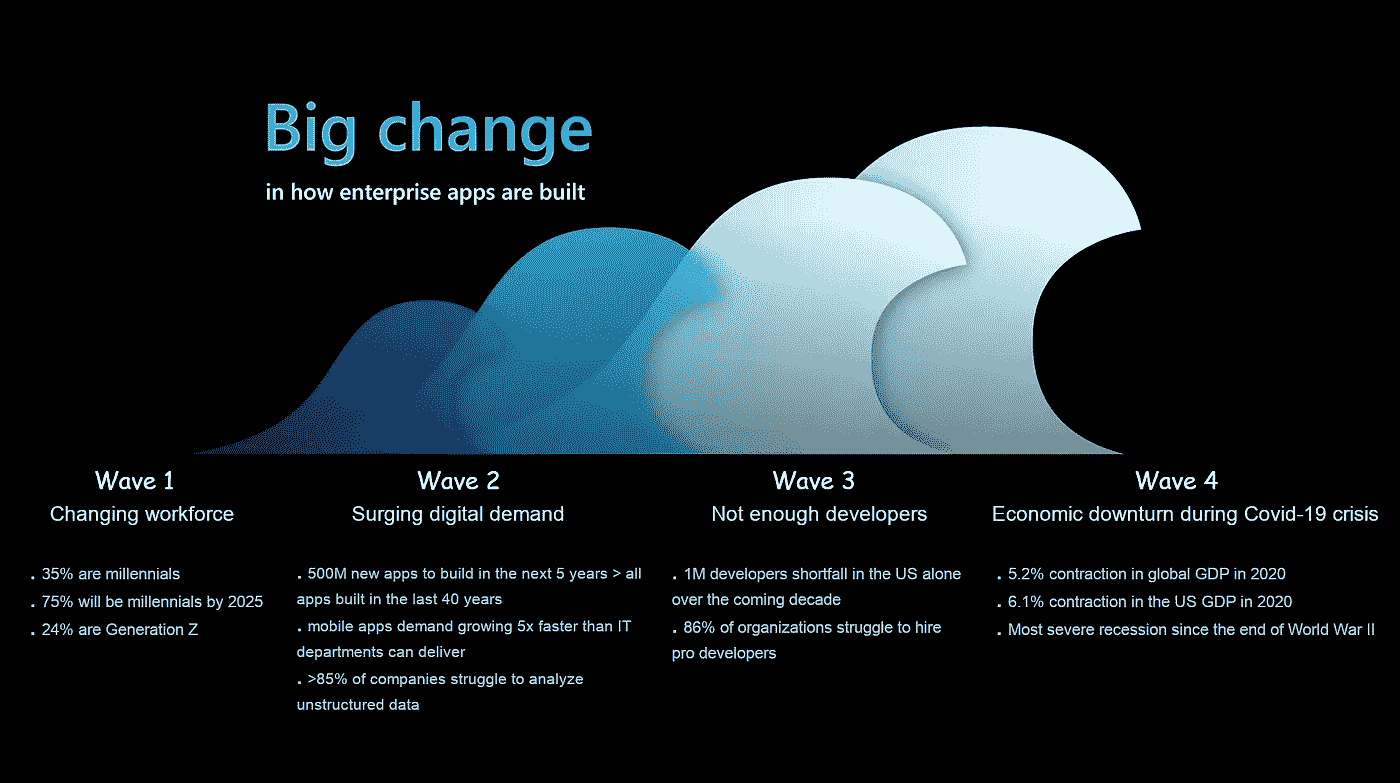 Big change
in how enterprise apps are built
Wave 1
Changing workforce
. 35% are millennials
. 75% will be millennials by 2025
. 24% are Generation Z
Wave 2
Surging digital demand
. 500M new apps to build in the next 5 years > all
apps built in the last 40 years
. mobile apps demand growing 5x faster than IT
departments can deliver
. >85% of companies struggle to analyze
unstructured data
Wave 3
Not enough developers
. 1M developers shortfall in the US alone
over the coming decade
. 86% of organizations struggle to hire
pro developers
Wave 4
Economic downturn during Covid-19 crisis
. 5.2% contraction in global GDP in 2020
. 6.1% contraction in the US GDP in 2020
. Most severe recession since the end of World War II